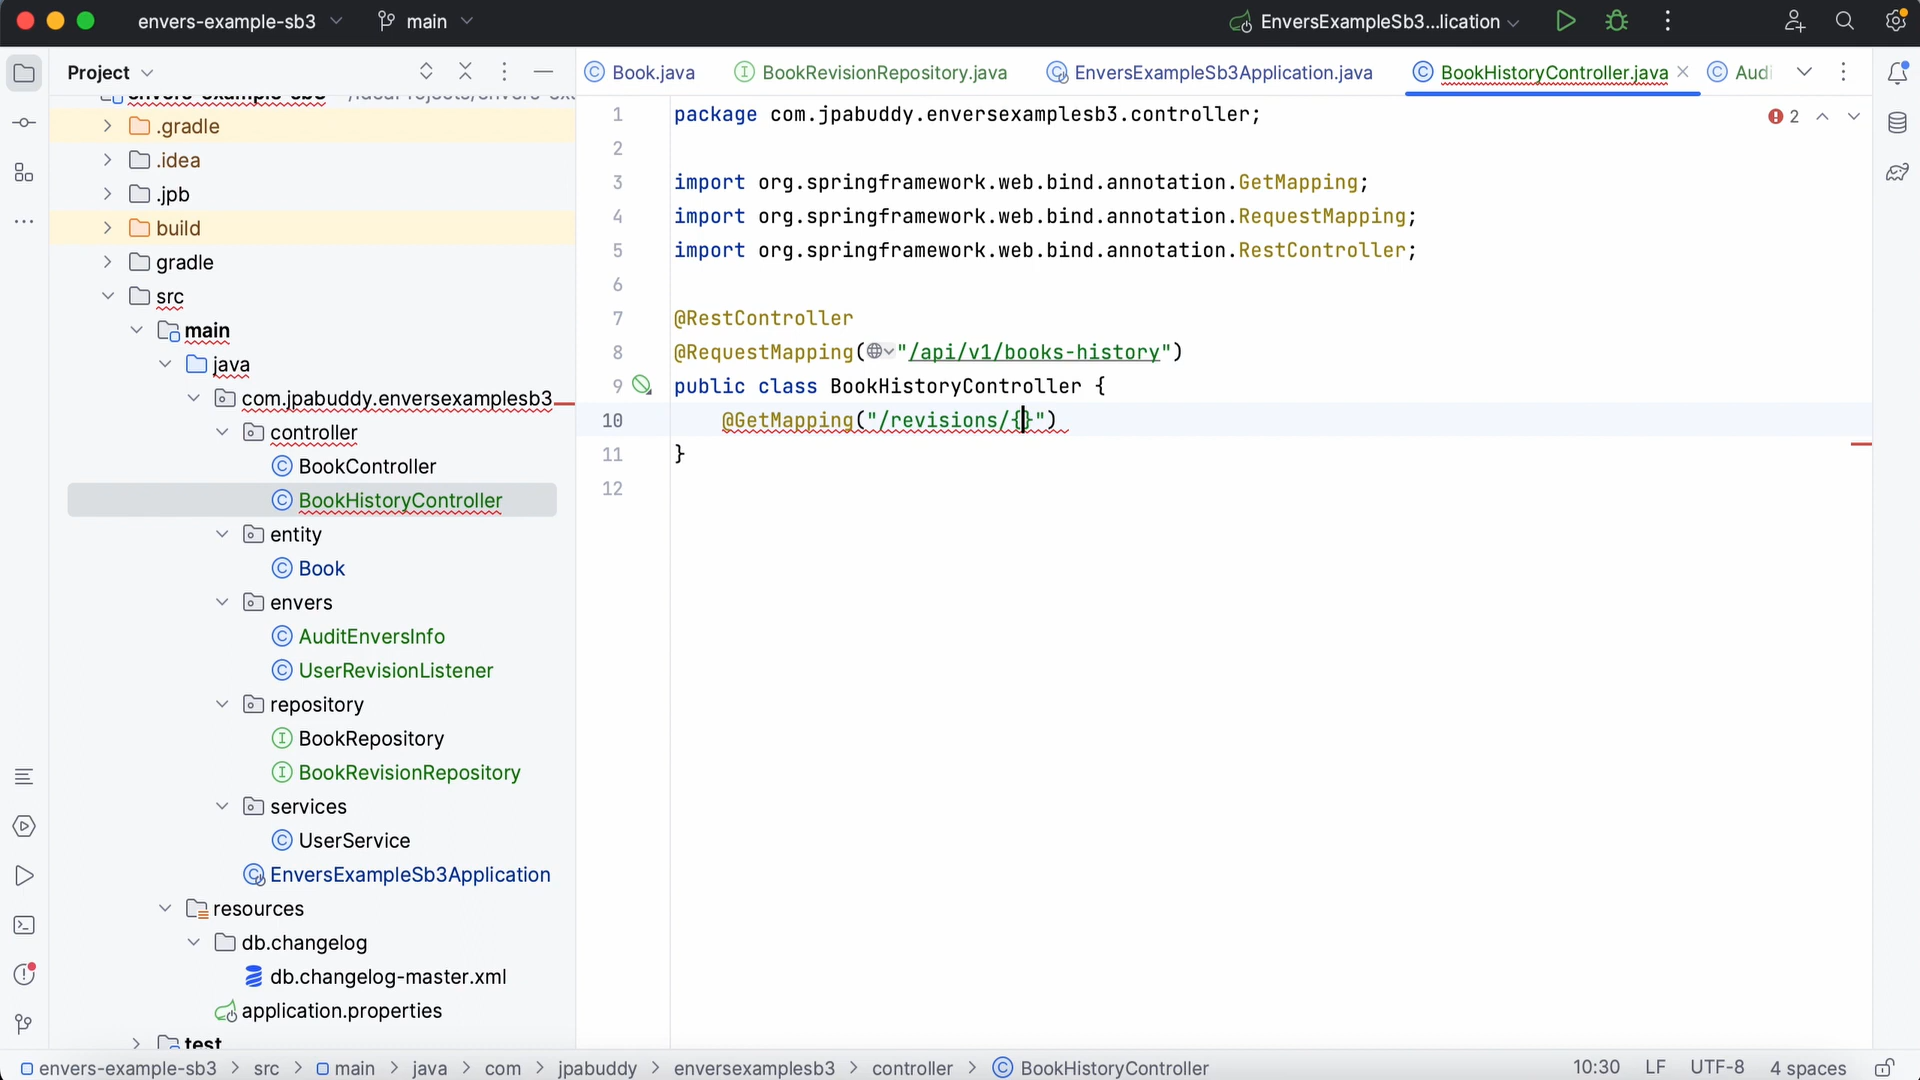 envers-example-sb3
main
EnversExampleSb3...lication
Project
Book.java
BookRevisionRepository.java
EnversExampleSb3Application.java
BookHistoryController.java
Audi
envers-example-sb3
.gradle
.idea
.jpb
build
gradle
src
main
java
com.jpabuddy.enversexamplesb3
controller
BookController
BookHistoryController
entity
Book
envers
AuditEnversInfo
UserRevisionListener
repository
BookRepository
BookRevisionRepository
services
UserService
EnversExampleSb3Application
resources
db.changelog
db.changelog-master.xml
application.properties
test
1 package com.jpabuddy.enversexamplesb3.controller;
2
3 import org.springframework.web.bind.annotation.GetMapping;
4 import org.springframework.web.bind.annotation.RequestMapping;
5 import org.springframework.web.bind.annotation.RestController;
6
7 @RestController
8 @RequestMapping("/api/v1/books-history")
9 public class BookHistoryController {
10 @GetMapping("/revisions/{}")
11 }
12
2
envers-example-sb3 > src > main > java > com > jpabuddy > enversexamplesb3 > controller > BookHistoryController
10:30 LF UTF-8 4 spaces